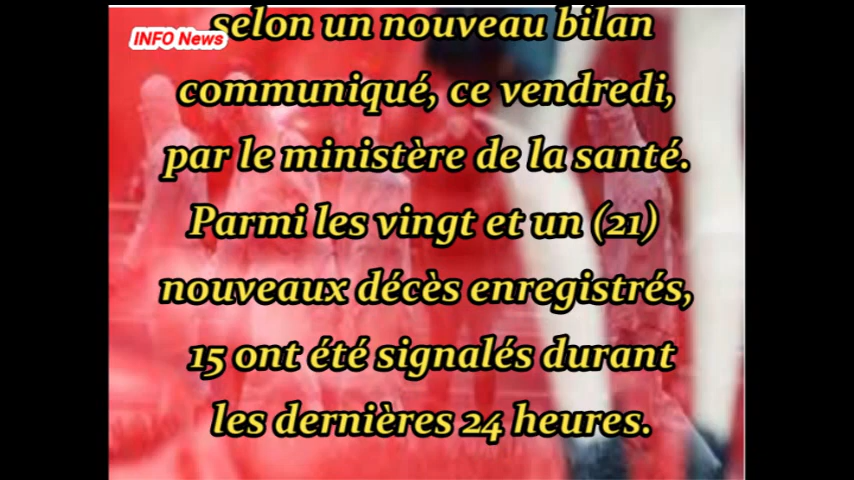 INFO News
selon un nouveau bilan
communiqué, ce vendredi,
par le ministère de la santé.
Parmi les vingt et un (21)
nouveaux décès enregistrés,
15 ont été signalés durant
les dernières 24 heures.